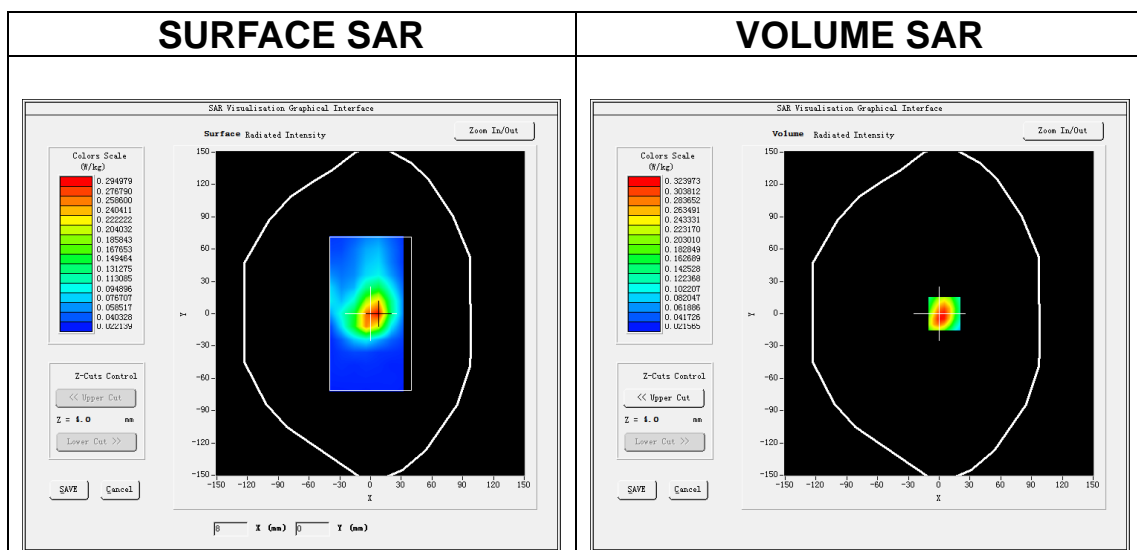 SURFACE SAR
VOLUME SAR
SAR Visualisation Graphical Interface
Surface Radiated Intensity
Zoom In/Out
Colors Scale
(W/kg)
0.294979
0.276790
0.258600
0.240411
0.222222
0.204032
0.185843
0.167653
0.149464
0.131275
0.113085
0.094896
0.076707
0.058517
0.040328
0.022139
150
120
90
60
30
0
-30
-60
-90
-120
-150
Y
-150 -120 -90 -60 -30 0 30 60 90 120 150
X
Z-Cuts Control
<< Upper Cut
Z = 4.0 mm
Lower Cut >>
SAVE Cancel
8 X (mm) 0 Y (mm)
SAR Visualisation Graphical Interface
Volume Radiated Intensity
Zoom In/Out
Colors Scale
(W/kg)
0.323973
0.303812
0.283652
0.263491
0.243331
0.223170
0.203010
0.182849
0.162689
0.142528
0.122368
0.102207
0.082047
0.061886
0.041726
0.021565
150
120
90
60
30
0
-30
-60
-90
-120
-150
Y
-150 -120 -90 -60 -30 0 30 60 90 120 150
X
Z-Cuts Control
<< Upper Cut
Z = 4.0 mm
Lower Cut >>
SAVE Cancel